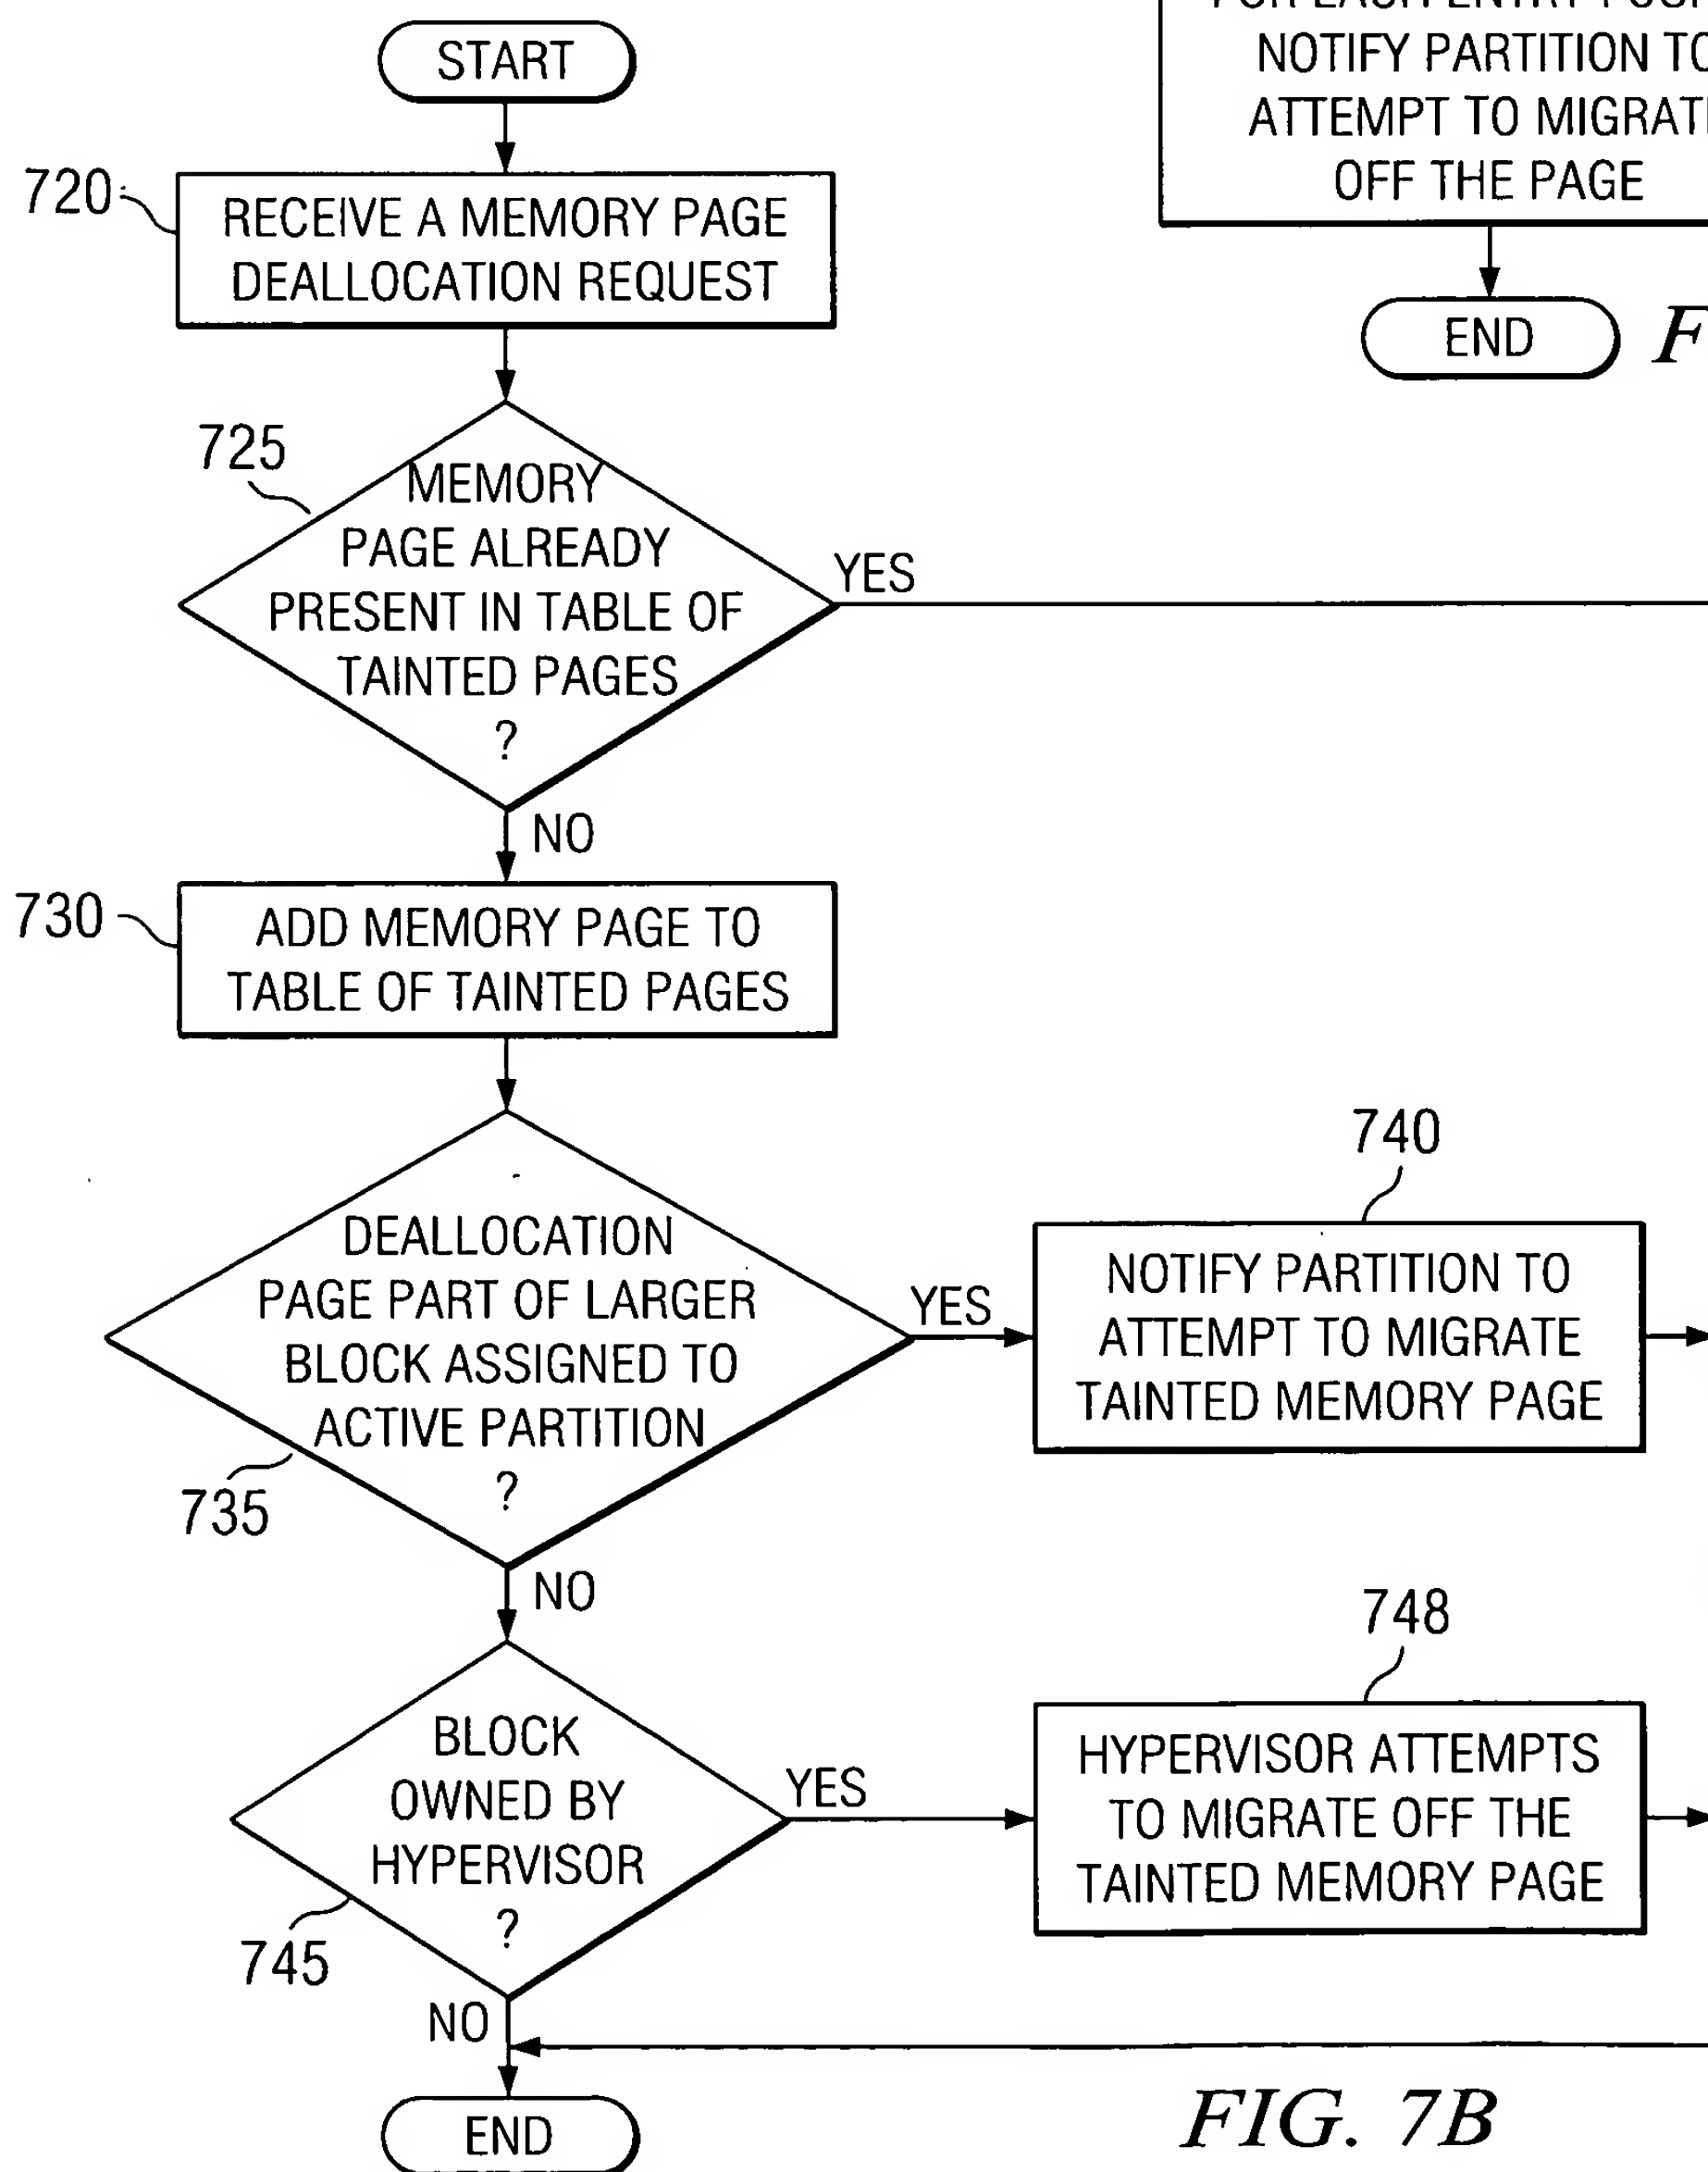 START
720
RECEIVE A MEMORY PAGE
DEALLOCATION REQUEST
725
MEMORY
PAGE ALREADY
PRESENT IN TABLE OF
TAINTED PAGES
?
YES
NO
730
ADD MEMORY PAGE TO
TABLE OF TAINTED PAGES
DEALLOCATION
PAGE PART OF LARGER
BLOCK ASSIGNED TO
ACTIVE PARTITION
?
735
YES
740
NOTIFY PARTITION TO
ATTEMPT TO MIGRATE
TAINTED MEMORY PAGE
NO
BLOCK
OWNED BY
HYPERVISOR
?
745
YES
748
HYPERVISOR ATTEMPTS
TO MIGRATE OFF THE
TAINTED MEMORY PAGE
NO
END
FOR EACH ENTRY
NOTIFY PARTITION TO
ATTEMPT TO MIGRATE
OFF THE PAGE
END
F
FIG. 7B